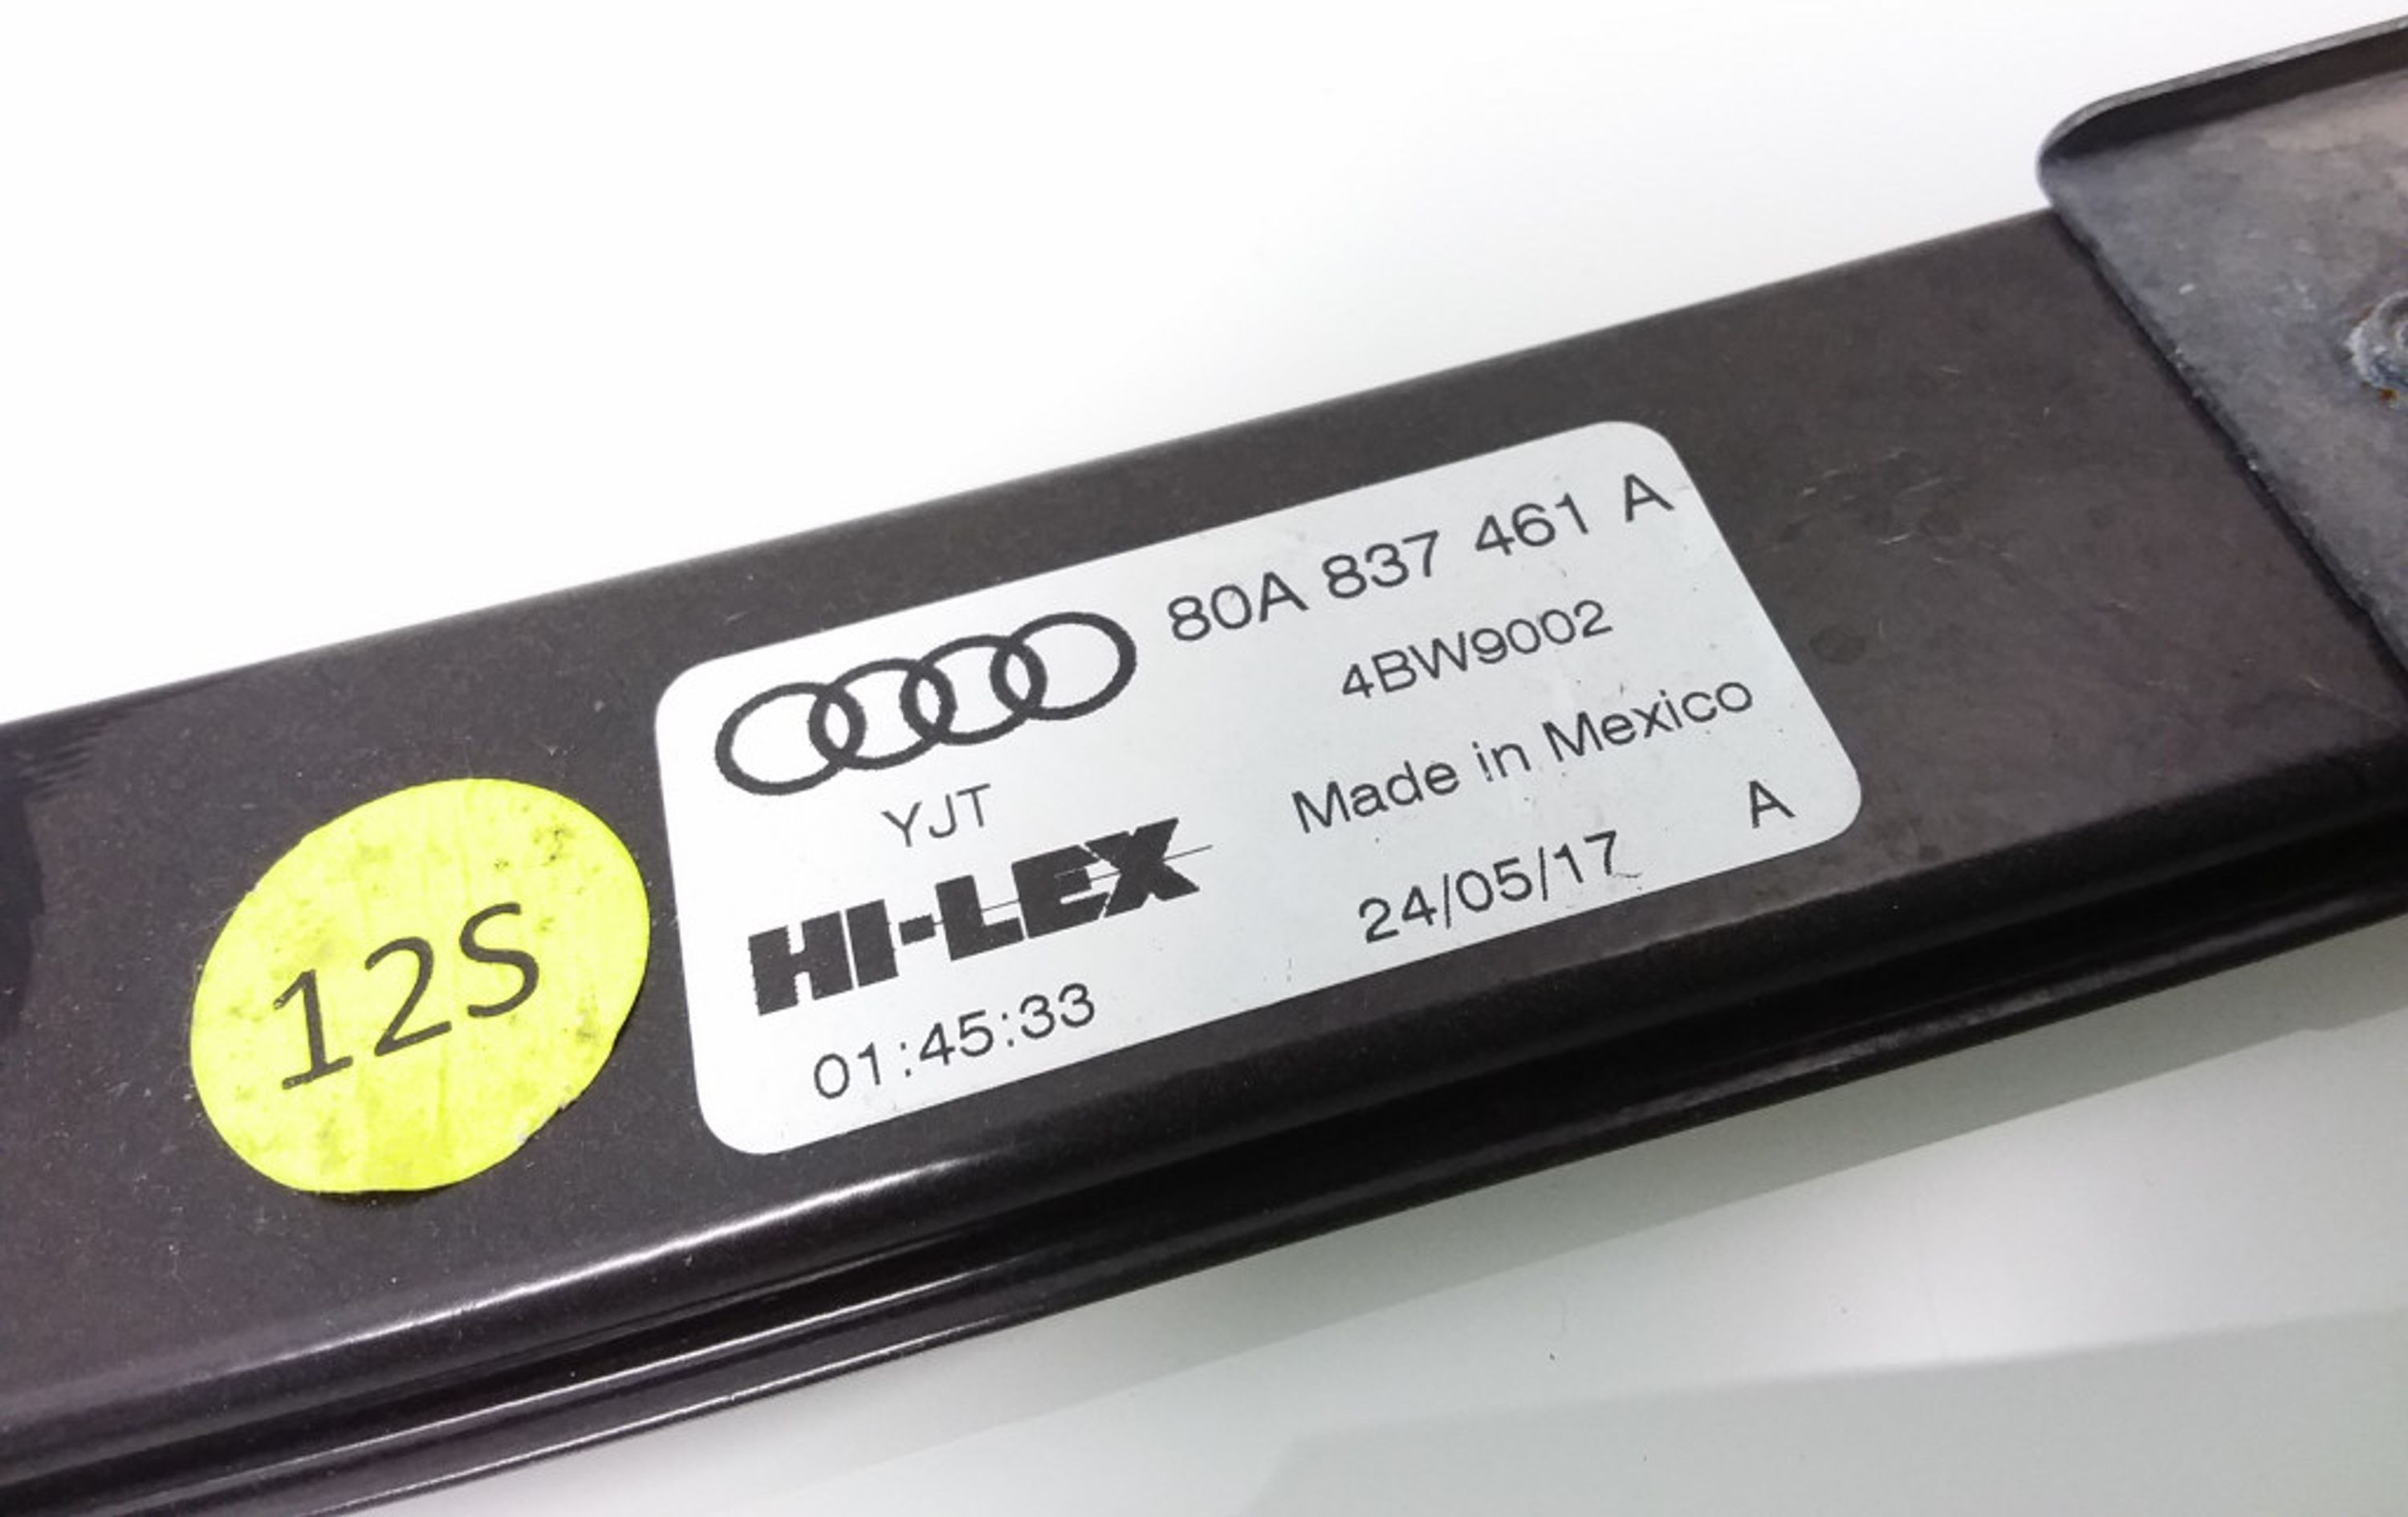 80A 837 461 A
4BW9002
YJT
Made in Mexico
HI-LEX
24/05/17 A
01:45:33
12S